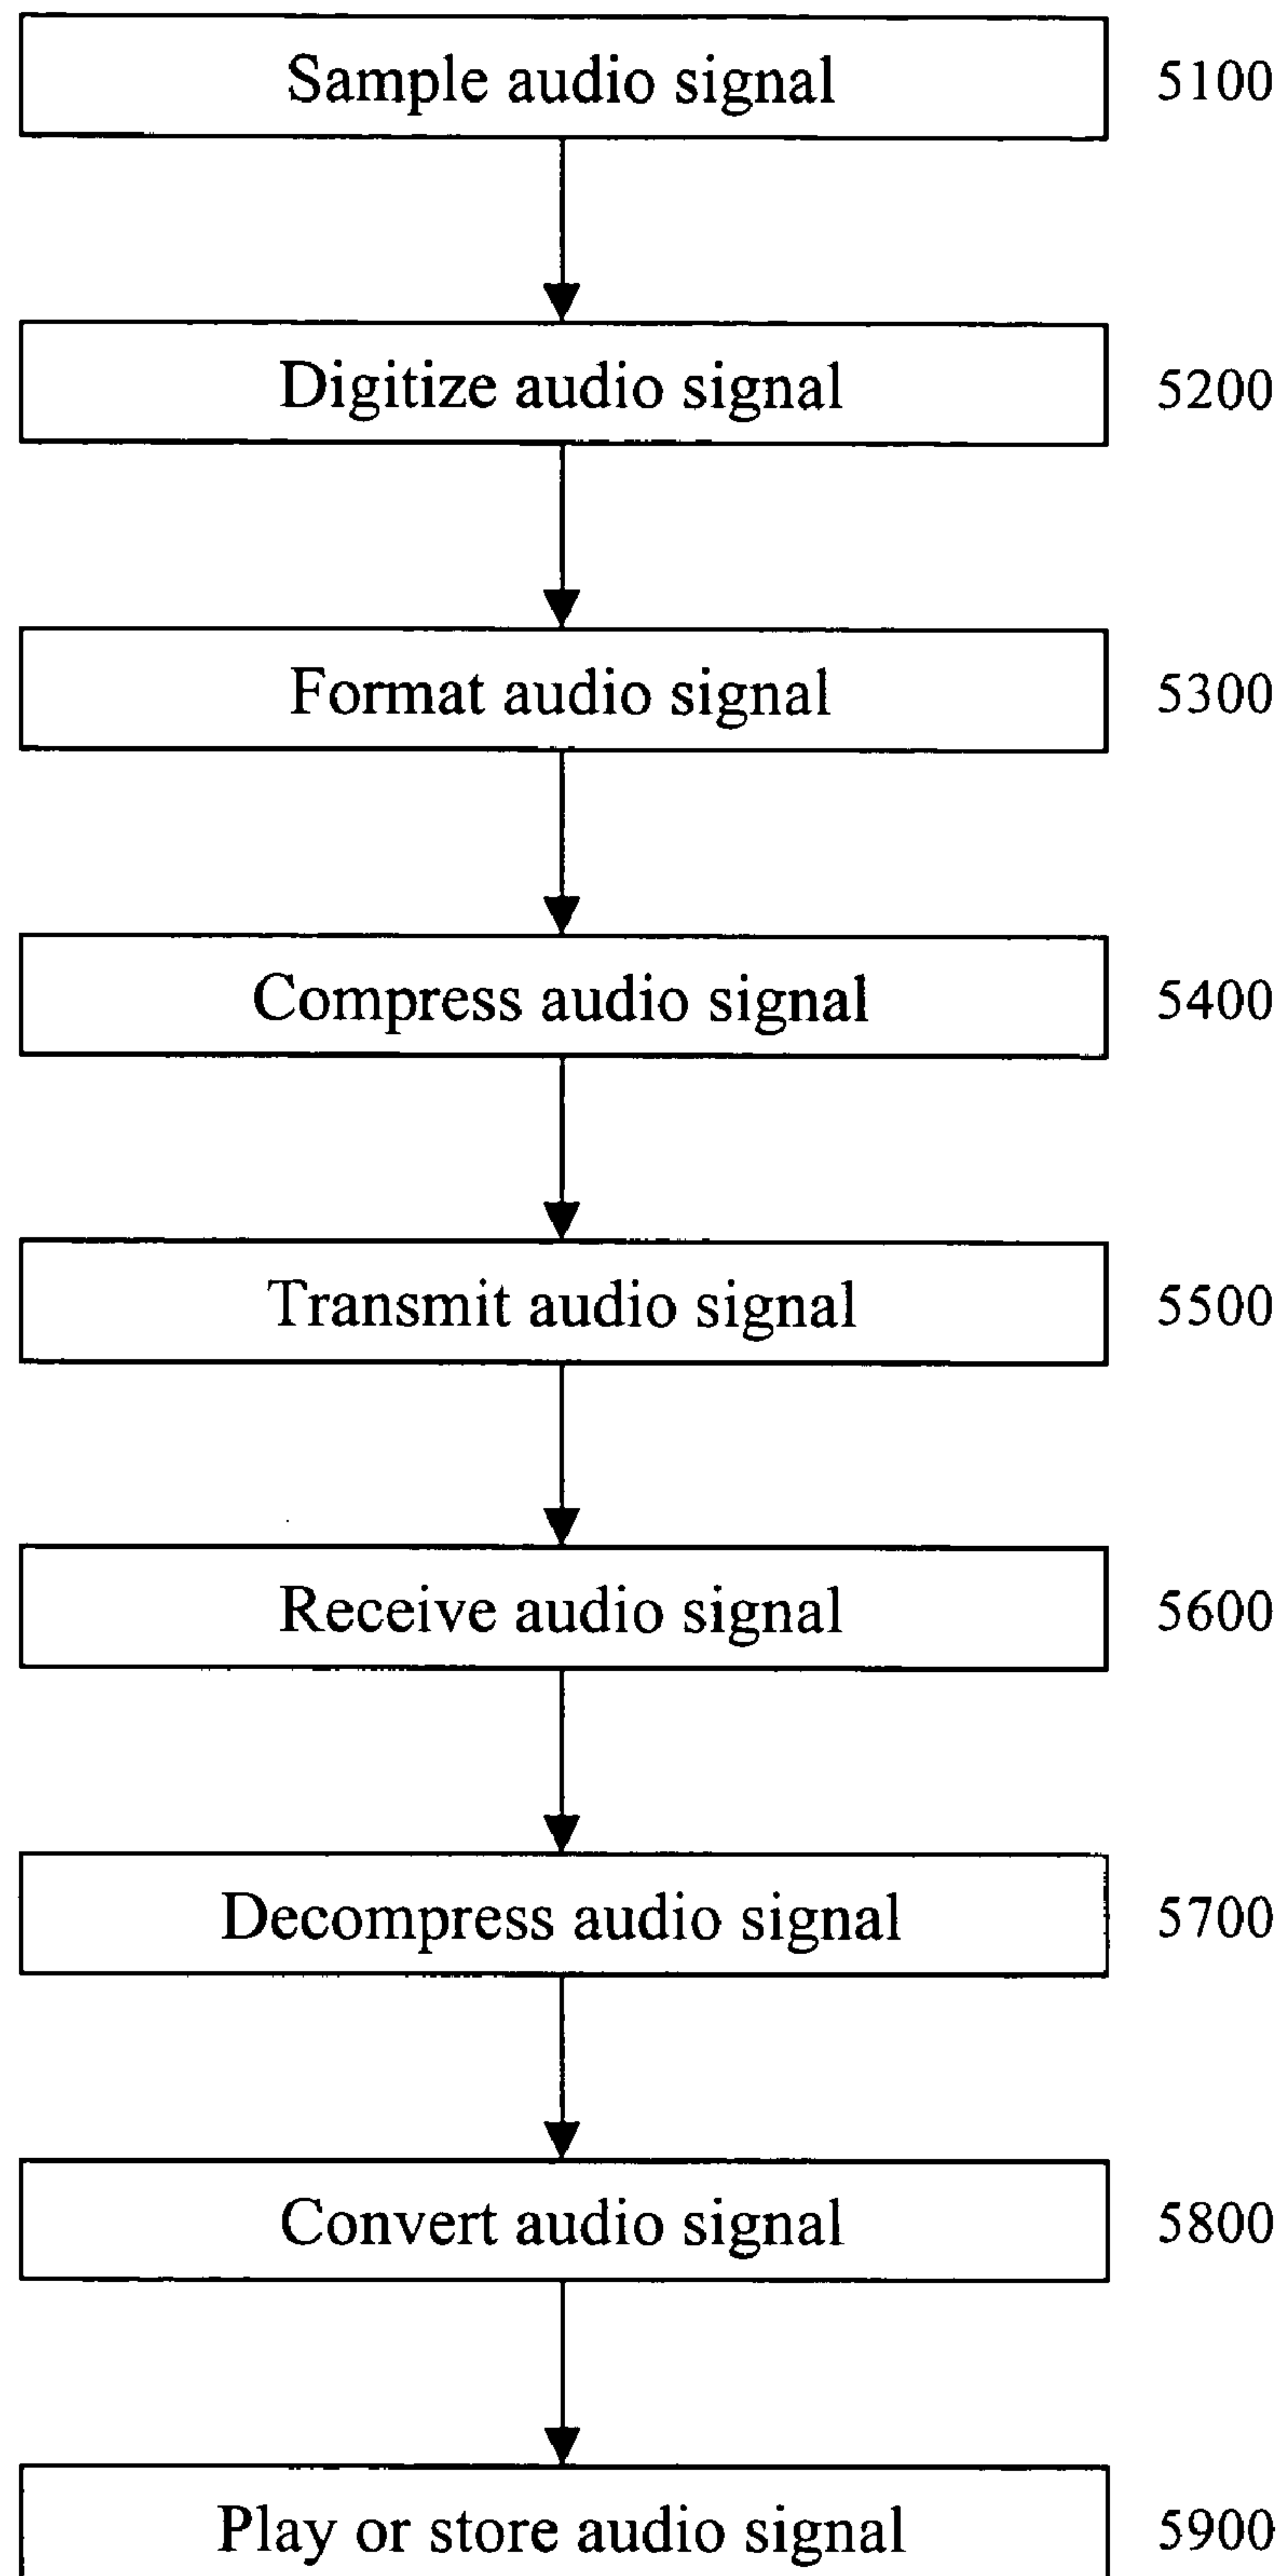 Sample audio signal 5100
Digitize audio signal 5200
Format audio signal 5300
Compress audio signal 5400
Transmit audio signal 5500
Receive audio signal 5600
Decompress audio signal 5700
Convert audio signal 5800
Play or store audio signal 5900